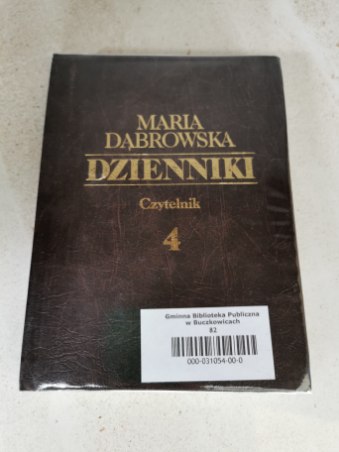 MARIA
DĄBROWSKA
DZIENNIKI
Czytelnik
4
Gminna Biblioteka Publiczna
w Buczkowicach
82
000-031054-00-0